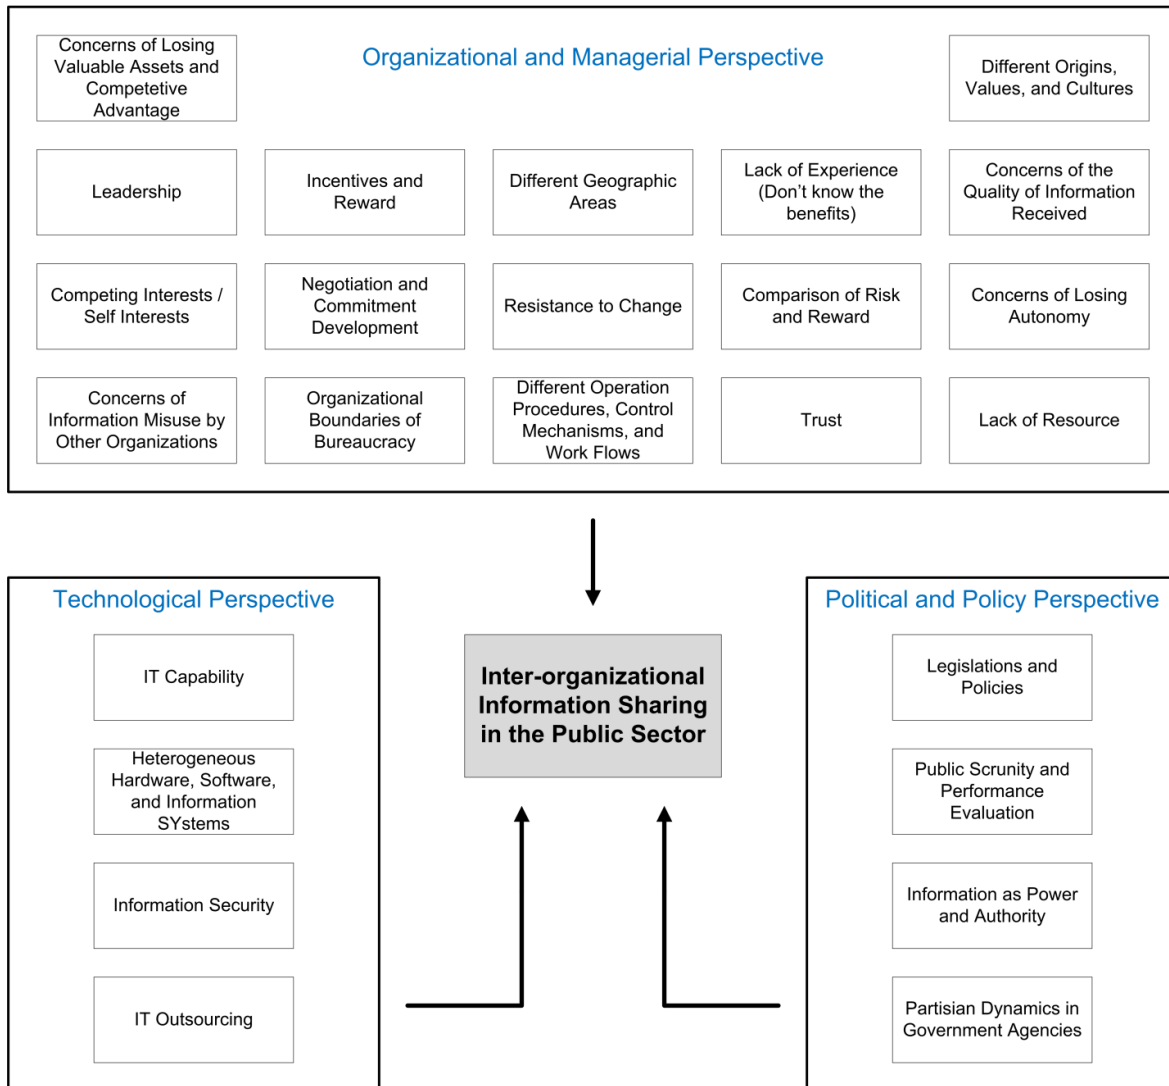 Concerns of Losing
Valuable Assets and
Competetive
Advantage
Organizational and Managerial Perspective
Different Origins,
Values, and Cultures
Leadership
Incentives and
Reward
Different Geographic
Areas
Lack of Experience
(Don’t know the
benefits)
Concerns of the
Quality of Information
Received
Competing Interests /
Self Interests
Negotiation and
Commitment
Development
Resistance to Change
Comparison of Risk
and Reward
Concerns of Losing
Autonomy
Concerns of
Information Misuse by
Other Organizations
Organizational
Boundaries of
Bureaucracy
Different Operation
Procedures, Control
Mechanisms, and
Work Flows
Trust
Lack of Resource
Technological Perspective
IT Capability
Heterogeneous
Hardware, Software,
and Information
SYstems
Information Security
IT Outsourcing
Inter-organizational
Information Sharing
in the Public Sector
Political and Policy Perspective
Legislations and
Policies
Public Scrunity and
Performance
Evaluation
Information as Power
and Authority
Partisian Dynamics in
Government Agencies